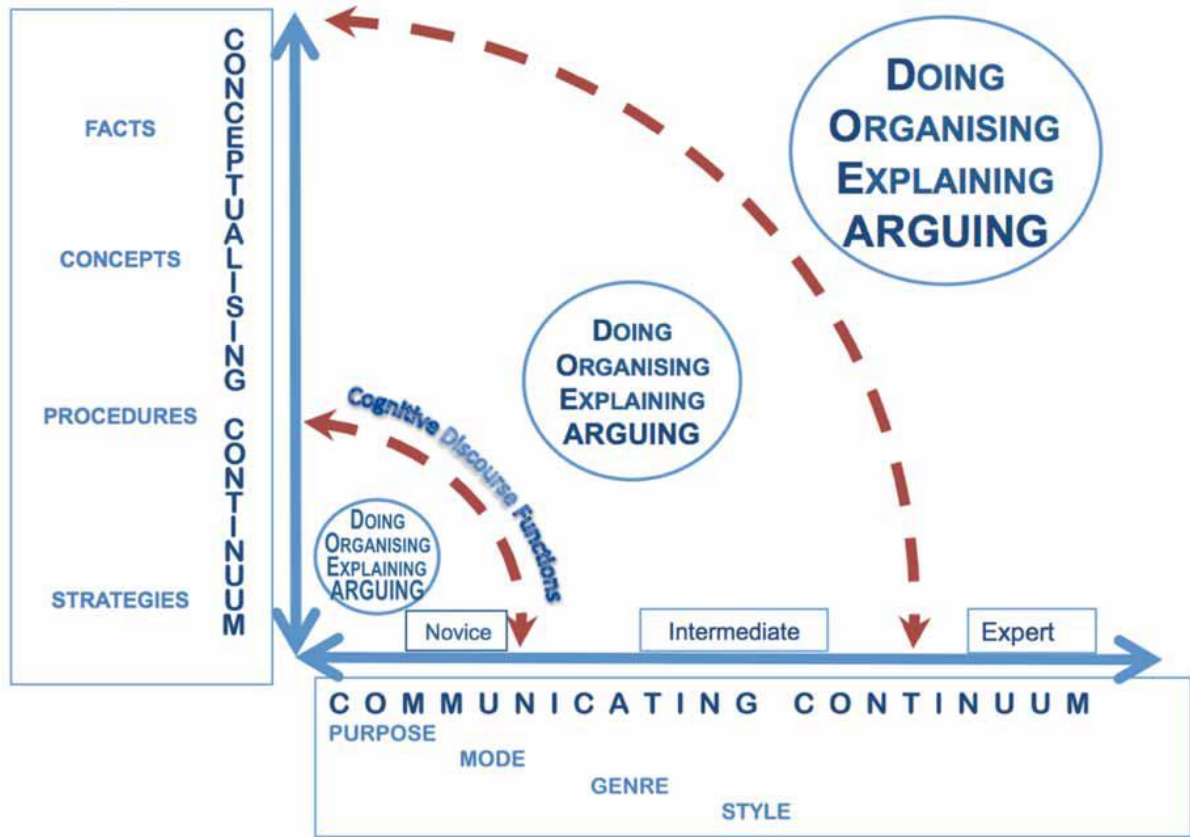 CONCEPTUALISING CONTINUUM
FACTS
CONCEPTS
PROCEDURES
STRATEGIES
DOING
ORGANISING
EXPLAINING
ARGUING
DOING
ORGANISING
EXPLAINING
ARGUING
Cognitive Discourse Functions
DOING
ORGANISING
EXPLAINING
ARGUING
Novice
Intermediate
Expert
COMMUNICATING CONTINUUM
PURPOSE
MODE
GENRE
STYLE